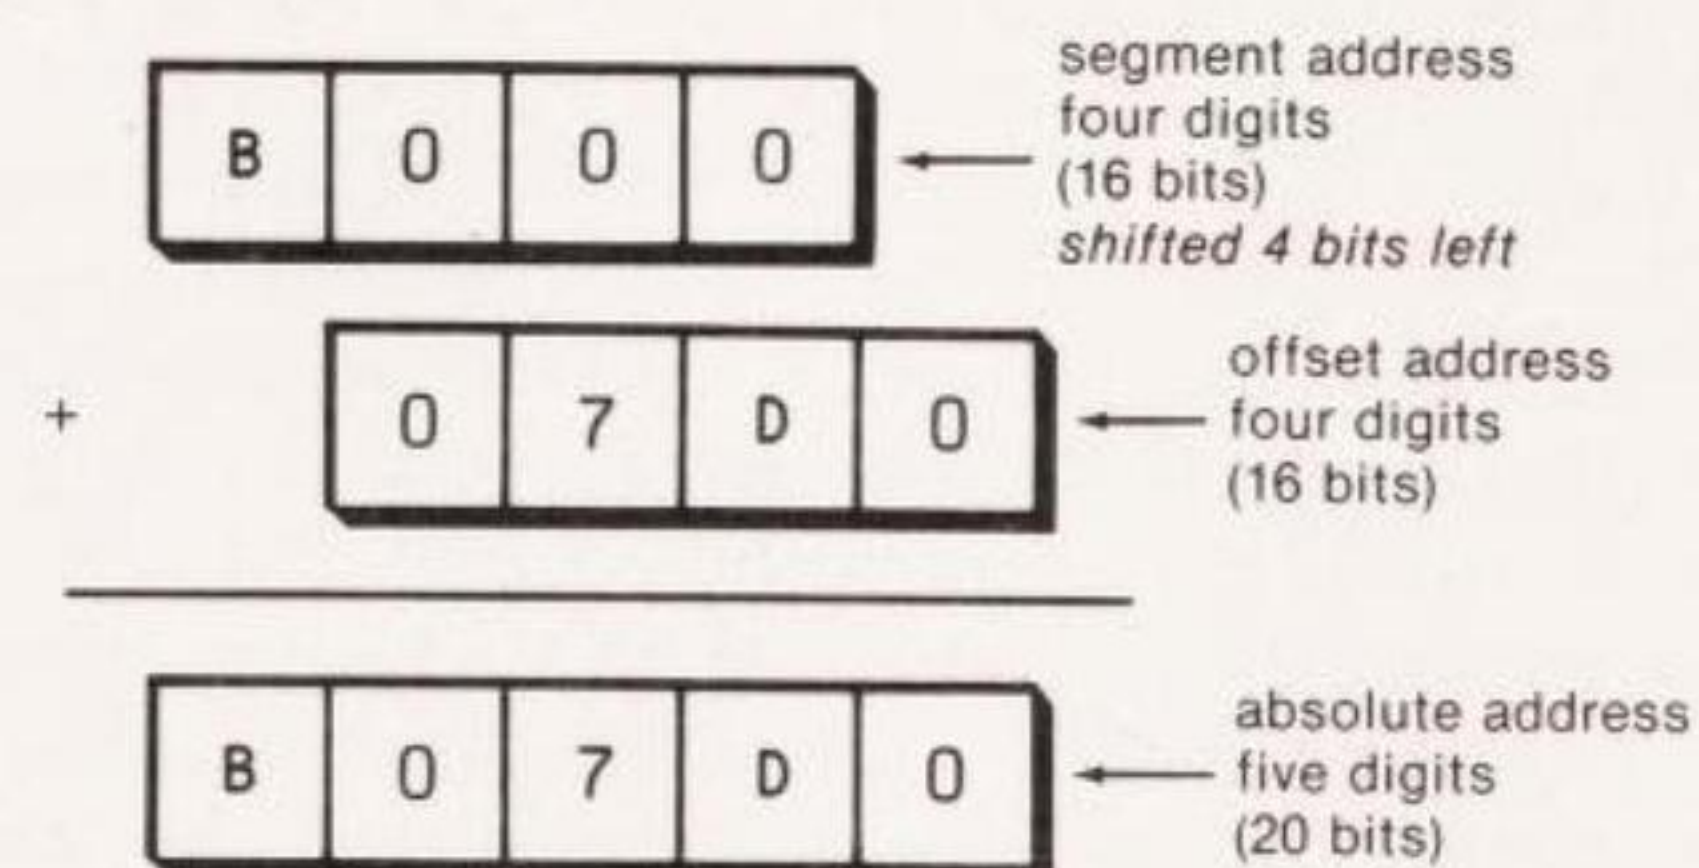 segment address
four digits
(16 bits)
shifted 4 bits left
B 0 0 0
offset address
four digits
(16 bits)
+ 0 7 D 0
absolute address
five digits
(20 bits)
B 0 7 D 0